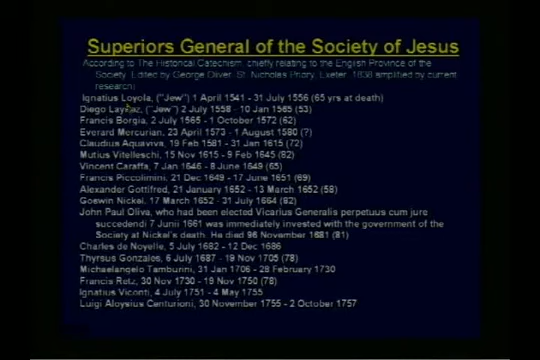 Superiors General of the Society of Jesus
According to The Historical Catechism, chiefly relating to the English Province of the
Society. Edited by George Oliver. St. Nicholas Priory, Exeter, 1838 amplified by current
research)
Ignatius Loyola, ("Jew") 1 April 1541 - 31 July 1556 (65 yrs at death)
Diego Laynez, ("Jew") 2 July 1558 - 10 Jan 1565 (53)
Francis Borgia, 2 July 1565 - 1 October 1572 (62)
Everard Mercurian, 23 April 1573 - 1 August 1580 (?)
Claudius Aquaviva, 19 Feb 1581 - 31 Jan 1615 (72)
Mutius Vitelleschi, 15 Nov 1615 - 9 Feb 1645 (82)
Vincent Caraffa, 7 Jan 1646 - 8 June 1649 (65)
Francis Piccolimini, 21 Dec 1649 - 17 June 1651 (69)
Alexander Gottifred, 21 January 1652 - 13 March 1652 (58)
Goswin Nickel, 17 March 1652 - 31 July 1664 (82)
John Paul Oliva, who had been elected Vicarius Generalis perpetuus cum jure
succedendi 7 Junii 1661 was immediately invested with the government of the
Society at Nickel's death. He died 96 November 1681 (81)
Charles de Noyelle, 5 July 1682 - 12 Dec 1686
Thyrsus Gonzales, 6 july 1687 - 19 Nov 1705 (78)
Michaelangelo Tamburini, 31 Jan 1706 - 28 February 1730
Francis Retz, 30 Nov 1730 - 19 Nov 1750 (78)
Ignatius Viconti, 4 July 1751 - 4 May 1755
Luigi Aloysius Centurioni, 30 November 1755 - 2 October 1757